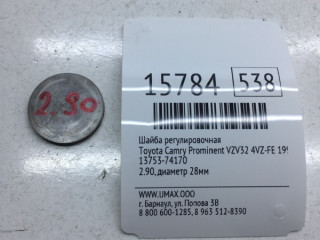 2.90
15784 538
Шайба регулировочная
Toyota Camry Prominent VZV32 4VZ-FE
13753-74170
2.90, диаметр 28мм
WWW.UMAX.OOO
г. Барнаул, ул. Попова 3В
8 800 600-1285, 8 963 512-8390